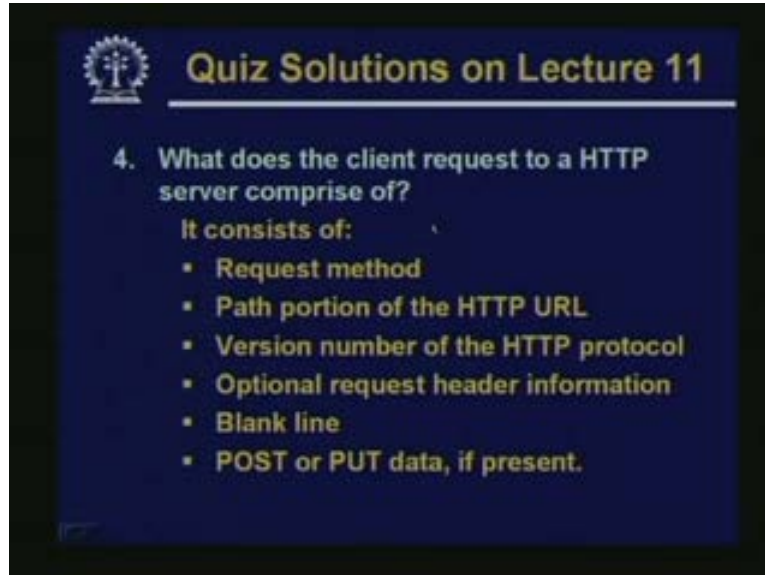 Quiz Solutions on Lecture 11
4. What does the client request to a HTTP
server comprise of?
It consists of:
▪ Request method
▪ Path portion of the HTTP URL
▪ Version number of the HTTP protocol
▪ Optional request header information
▪ Blank line
▪ POST or PUT data, if present.